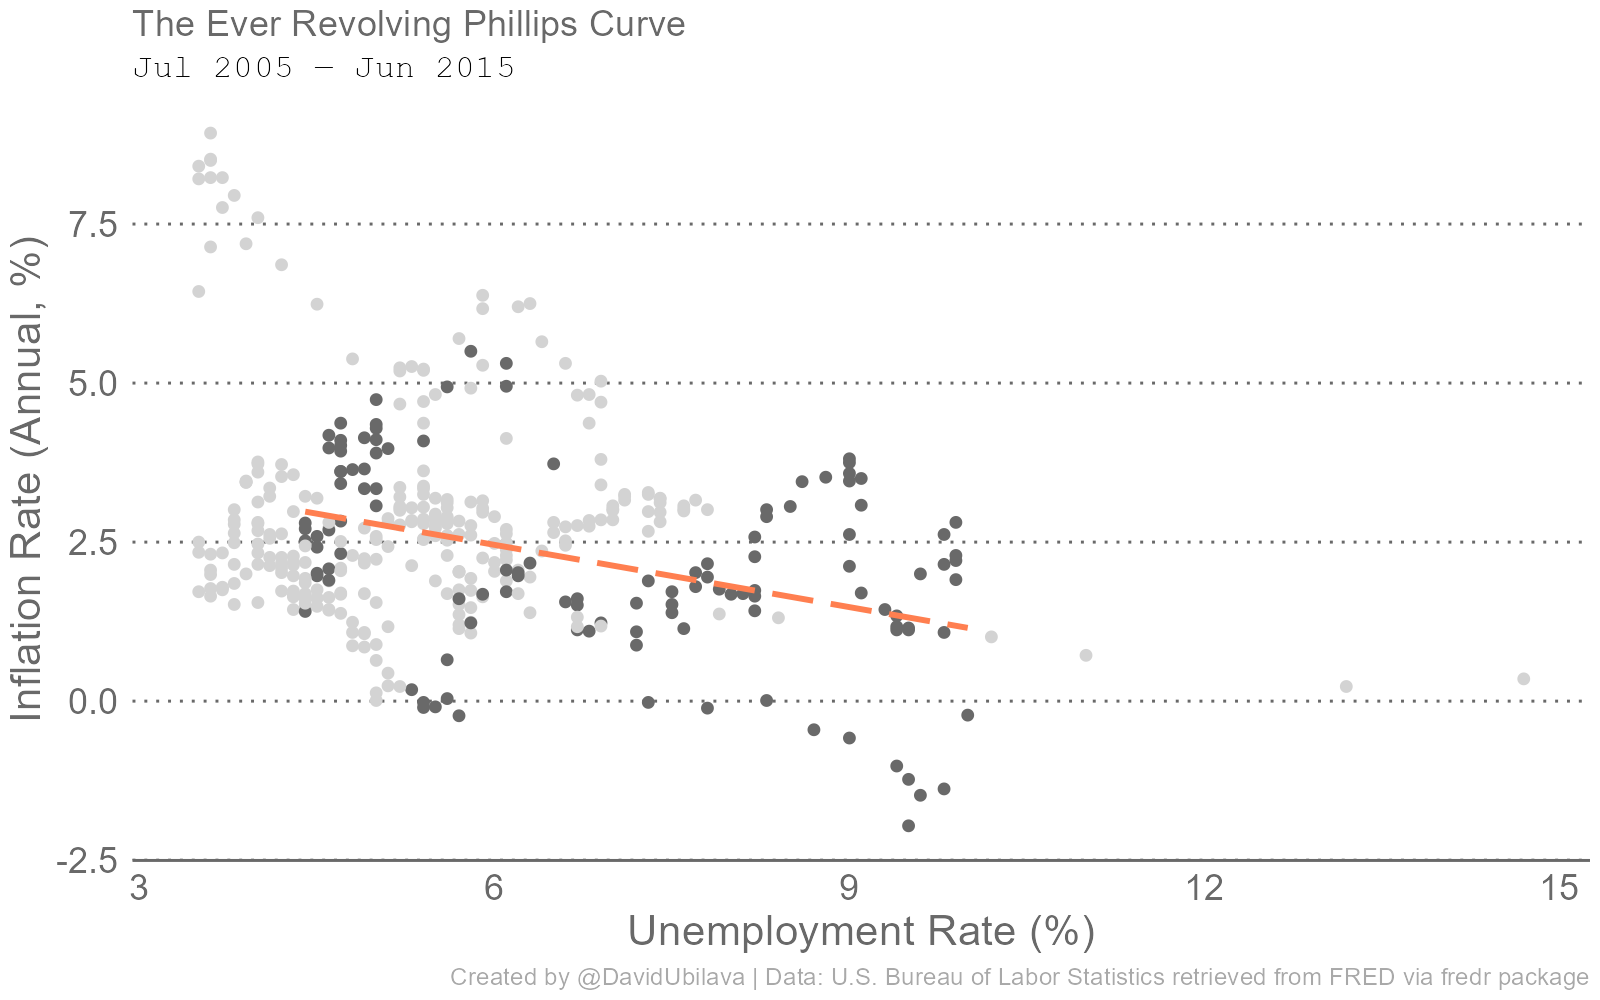 The Ever Revolving Phillips Curve
Jul 2005 — Jun 2015
Inflation Rate (Annual, %)
7.5
5.0
2.5
0.0
-2.5
3 6 9 12 15
Unemployment Rate (%)
Created by @DavidUbilava | Data: U.S. Bureau of Labor Statistics retrieved from FRED via fredr package